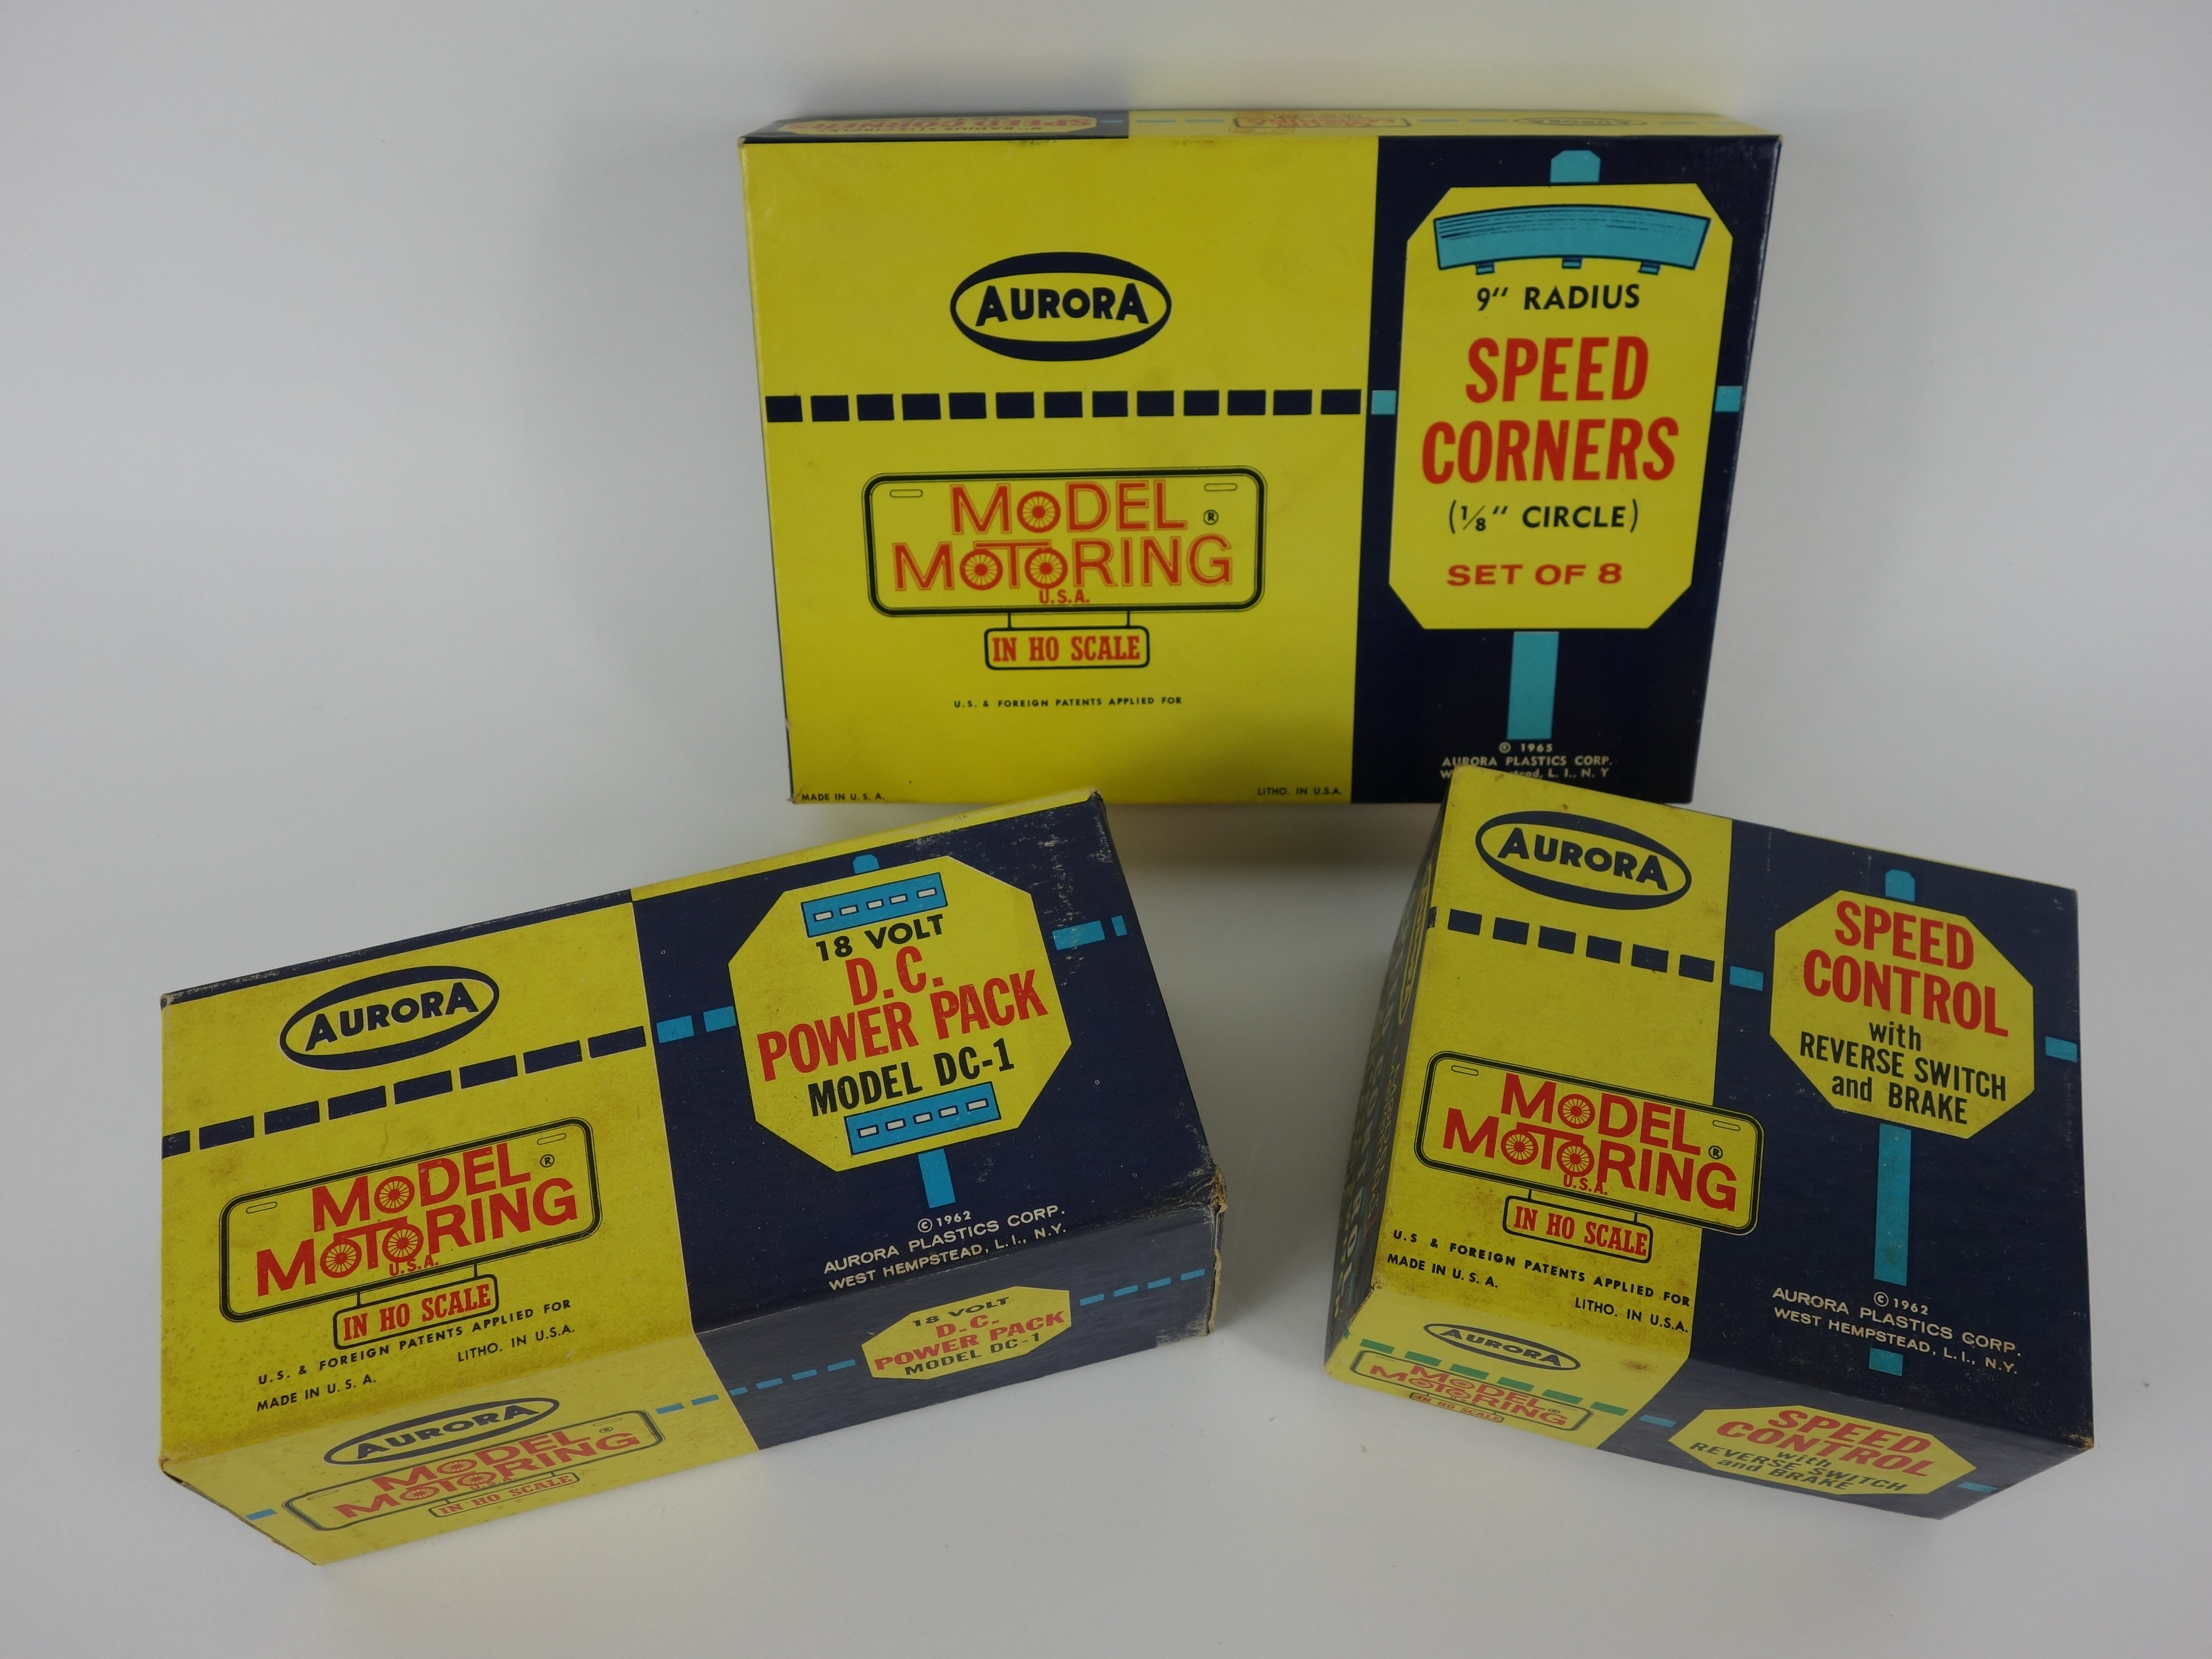 AURORA
MODEL ®
MOTORING
U.S.A.
IN HO SCALE
U.S. & FOREIGN PATENTS APPLIED FOR
MADE IN U. S. A.
LITHO. IN U.S.A.
9" RADIUS
SPEED
CORNERS
(1/8" CIRCLE)
SET OF 8
© 1965
AURORA PLASTICS CORP.
L. I., N. Y
AURORA
MODEL ®
MOTORING
U.S.A.
IN HO SCALE
U.S. & FOREIGN PATENTS APPLIED FOR
LITHO. IN U.S.A.
MADE IN U. S. A.
18 VOLT
D.C.
POWER PACK
MODEL DC-1
© 1962
AURORA PLASTICS CORP.
WEST HEMPSTEAD, L. I., N.Y.
AURORA
MODEL ®
MOTORING
U.S.A.
IN HO SCALE
18 VOLT
D.C.
POWER PACK
MODEL DC-1
AURORA
MODEL ®
MOTORING
U.S.A.
IN HO SCALE
U.S & FOREIGN PATENTS APPLIED FOR
MADE IN U. S. A.
LITHO. IN U.S.A.
SPEED
CONTROL
with
REVERSE SWITCH
and BRAKE
© 1962
AURORA PLASTICS CORP.
WEST HEMPSTEAD, L. I., N.Y.
AURORA
MODEL ®
MOTORING
IN HO SCALE
SPEED
CONTROL
with
REVERSE SWITCH
and BRAKE